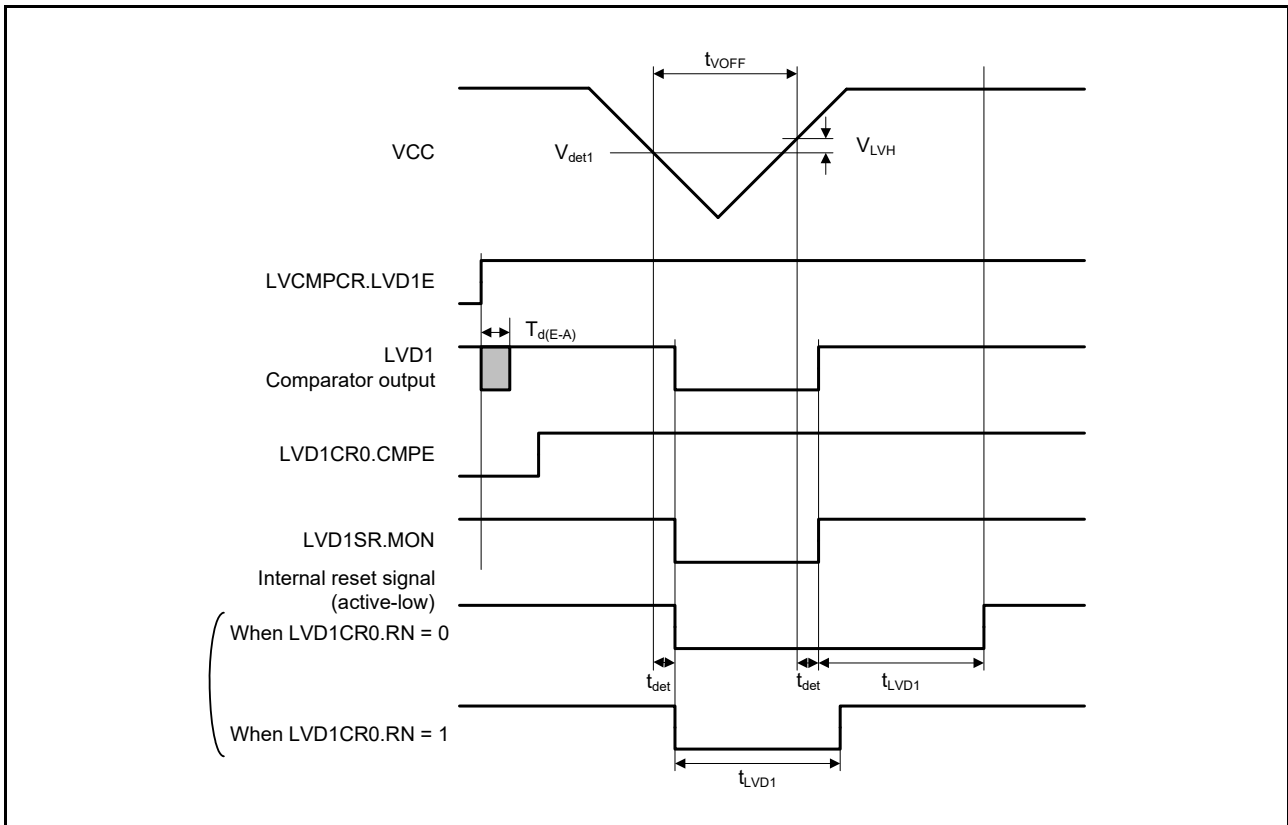 tVOFF
VCC
Vdet1
VLVH
LVCMPCR.LVD1E
Td(E-A)
LVD1
Comparator output
LVD1CR0.CMPE
LVD1SR.MON
Internal reset signal
(active-low)
When LVD1CR0.RN = 0
tdet
tdet
tLVD1
When LVD1CR0.RN = 1
tLVD1